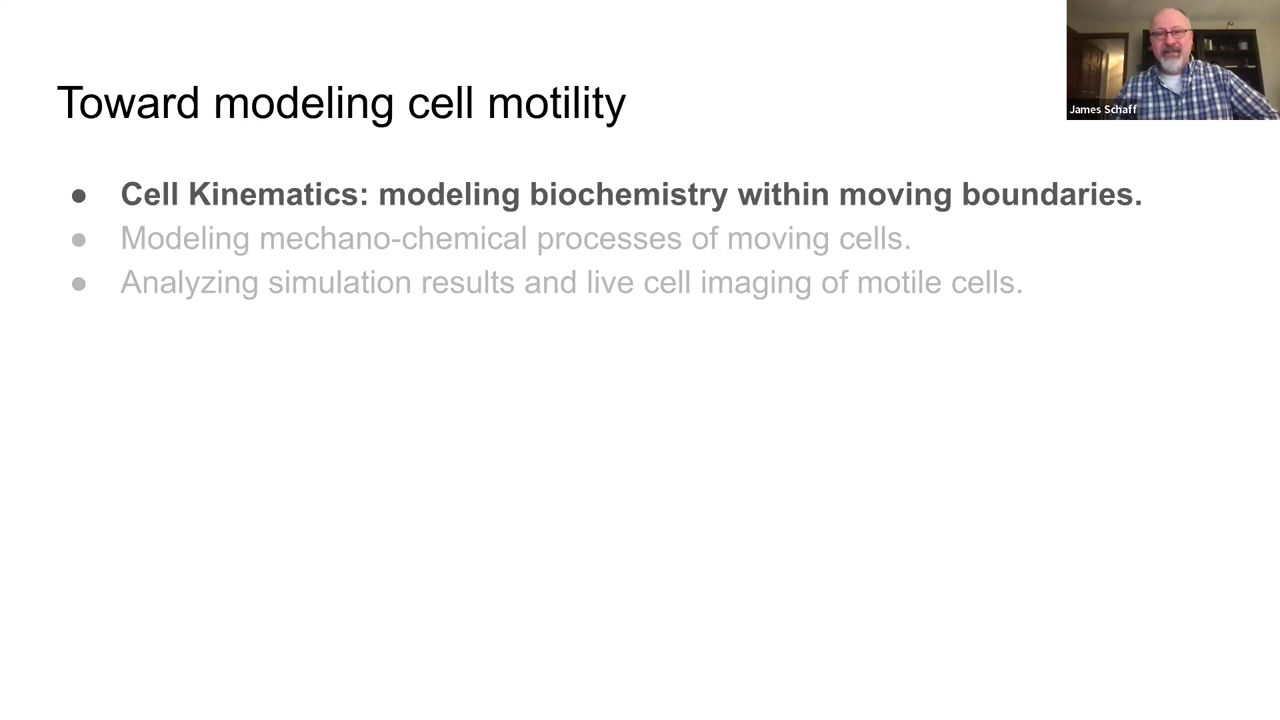 Toward modeling cell motility
James Schaff
● Cell Kinematics: modeling biochemistry within moving boundaries.
● Modeling mechano-chemical processes of moving cells.
● Analyzing simulation results and live cell imaging of motile cells.